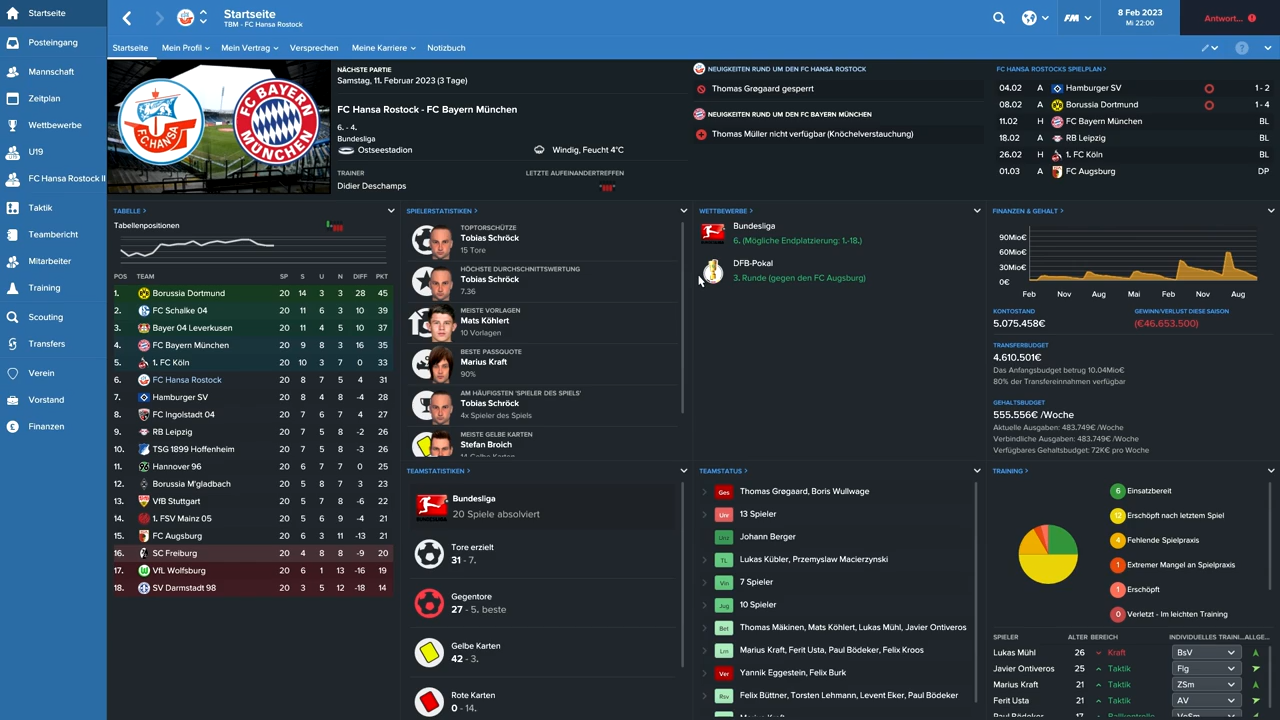 Startseite
Startseite
TBM - FC Hansa Rostock
8 Feb 2023
Mi 22:00
Antwort...
FM
Posteingang
Mannschaft
Zeitplan
Wettbewerbe
U19
FC Hansa Rostock II
Taktik
Teambericht
Mitarbeiter
Training
Scouting
Transfers
Verein
Vorstand
Finanzen
Startseite Mein Profil Mein Vertrag Versprechen Meine Karriere Notizbuch
NÄCHSTE PARTIE
Samstag, 11. Februar 2023 (3 Tage)
FC Hansa Rostock - FC Bayern München
6. - 4.
Bundesliga
Ostseestadion
Windig, Feucht 4°C
TRAINER
Didier Deschamps
LETZTE AUFEINANDERTREFFEN
NEUIGKEITEN RUND UM DEN FC HANSA ROSTOCK
Thomas Grøgaard gesperrt
NEUIGKEITEN RUND UM DEN FC BAYERN MÜNCHEN
Thomas Müller nicht verfügbar (Knöchelverstauchung)
FC HANSA ROSTOCKS SPIELPLAN >
04.02 A Hamburger SV 1 - 2
08.02 A Borussia Dortmund 1 - 4
11.02 H FC Bayern München BL
18.02 A RB Leipzig BL
26.02 H 1. FC Köln BL
01.03 A FC Augsburg DP
TABELLE >
Tabellenpositionen
POS TEAM SP S U N DIFF PKT
1. Borussia Dortmund 20 14 3 3 28 45
2. FC Schalke 04 20 11 6 3 10 39
3. Bayer 04 Leverkusen 20 11 4 5 10 37
4. FC Bayern München 20 9 8 3 16 35
5. 1. FC Köln 20 10 3 7 0 33
6. FC Hansa Rostock 20 8 7 5 4 31
7. Hamburger SV 20 8 4 8 -4 28
8. FC Ingolstadt 04 20 7 6 7 4 27
9. RB Leipzig 20 7 5 8 -2 26
10. TSG 1899 Hoffenheim 20 7 5 8 -3 26
11. Hannover 96 20 6 7 7 0 25
12. Borussia M'gladbach 20 5 8 7 3 23
13. VfB Stuttgart 20 5 7 8 -6 22
14. 1. FSV Mainz 05 20 5 6 9 -4 21
15. FC Augsburg 20 6 3 11 -13 21
16. SC Freiburg 20 4 8 8 -9 20
17. VfL Wolfsburg 20 6 1 13 -16 19
18. SV Darmstadt 98 20 3 5 12 -18 14
SPIELERSTATISTIKEN >
TOPTORSCHÜTZE
Tobias Schröck
15 Tore
HÖCHSTE DURCHSCHNITTSWERTUNG
Tobias Schröck
7.36
MEISTE VORLAGEN
Mats Köhlert
10 Vorlagen
BESTE PASSQUOTE
Marius Kraft
90%
AM HÄUFIGSTEN 'SPIELER DES SPIELS'
Tobias Schröck
4x Spieler des Spiels
MEISTE GELBE KARTEN
Stefan Broich
14 Gelbe Karten
WETTBEWERBE >
Bundesliga
6. (Mögliche Endplatzierung: 1.-18.)
DFB-Pokal
3. Runde (gegen den FC Augsburg)
FINANZEN & GEHALT >
90Mio€
60Mio€
30Mio€
0€
Feb Nov Aug Mai Feb Nov Aug
KONTOSTAND
5.075.458€
GEWINN/VERLUST DIESE SAISON
(€46.653.500)
TRANSFERBUDGET
4.610.501€
Das Anfangsbudget betrug 10.04Mio€
80% der Transfereinnahmen verfügbar
GEHALTSBUDGET
555.556€ /Woche
Aktuelle Ausgaben: 483.749€ /Woche
Verbindliche Ausgaben: 483.749€ /Woche
Verfügbares Gehaltsbudget: 72K€ pro Woche
TEAMSTATISTIKEN >
Bundesliga
20 Spiele absolviert
Tore erzielt
31 - 7.
Gegentore
27 - 5. beste
Gelbe Karten
42 - 3.
Rote Karten
0 - 14.
TEAMSTATUS >
Ges Thomas Grøgaard, Boris Wullwage
Unr 13 Spieler
Unz Johann Berger
TL Lukas Kübler, Przemyslaw Macierzynski
Vin 7 Spieler
Jug 10 Spieler
Bet Thomas Mäkinen, Mats Köhlert, Lukas Mühl, Javier Ontiveros
Lrn Marius Kraft, Ferit Usta, Paul Bödeker, Felix Kroos
Ver Yannik Eggestein, Felix Burk
Rsv Felix Büttner, Torsten Lehmann, Levent Eker, Paul Bödeker
TRAINING >
6 Einsatzbereit
12 Erschöpft nach letztem Spiel
4 Fehlende Spielpraxis
1 Extremer Mangel an Spielpraxis
1 Erschöpft
0 Verletzt - Im leichten Training
SPIELER ALTER BEREICH INDIVIDUELLES TRAINI... ALLGE...
Lukas Mühl 26 Kraft BsV
Javier Ontiveros 25 Taktik Flg
Marius Kraft 21 Taktik ZSm
Ferit Usta 21 Taktik AV
Paul Bödeker 17 Ballkontrolle VoSm